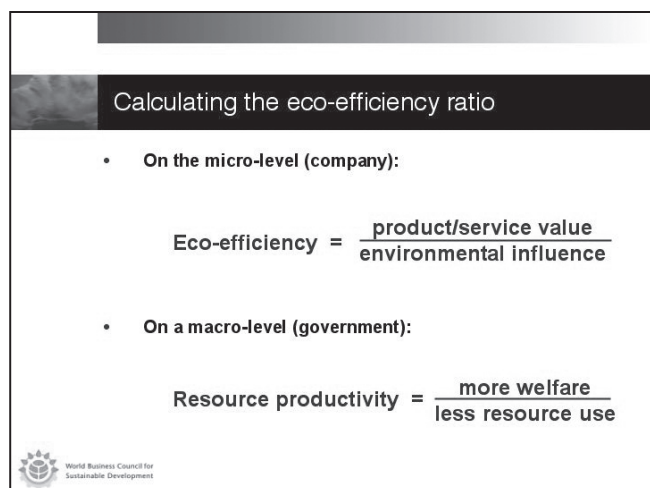 Calculating the eco-efficiency ratio
• On the micro-level (company):
Eco-efficiency = product/service value
environmental influence
• On a macro-level (government):
Resource productivity = more welfare
less resource use
World Business Council for
Sustainable Development